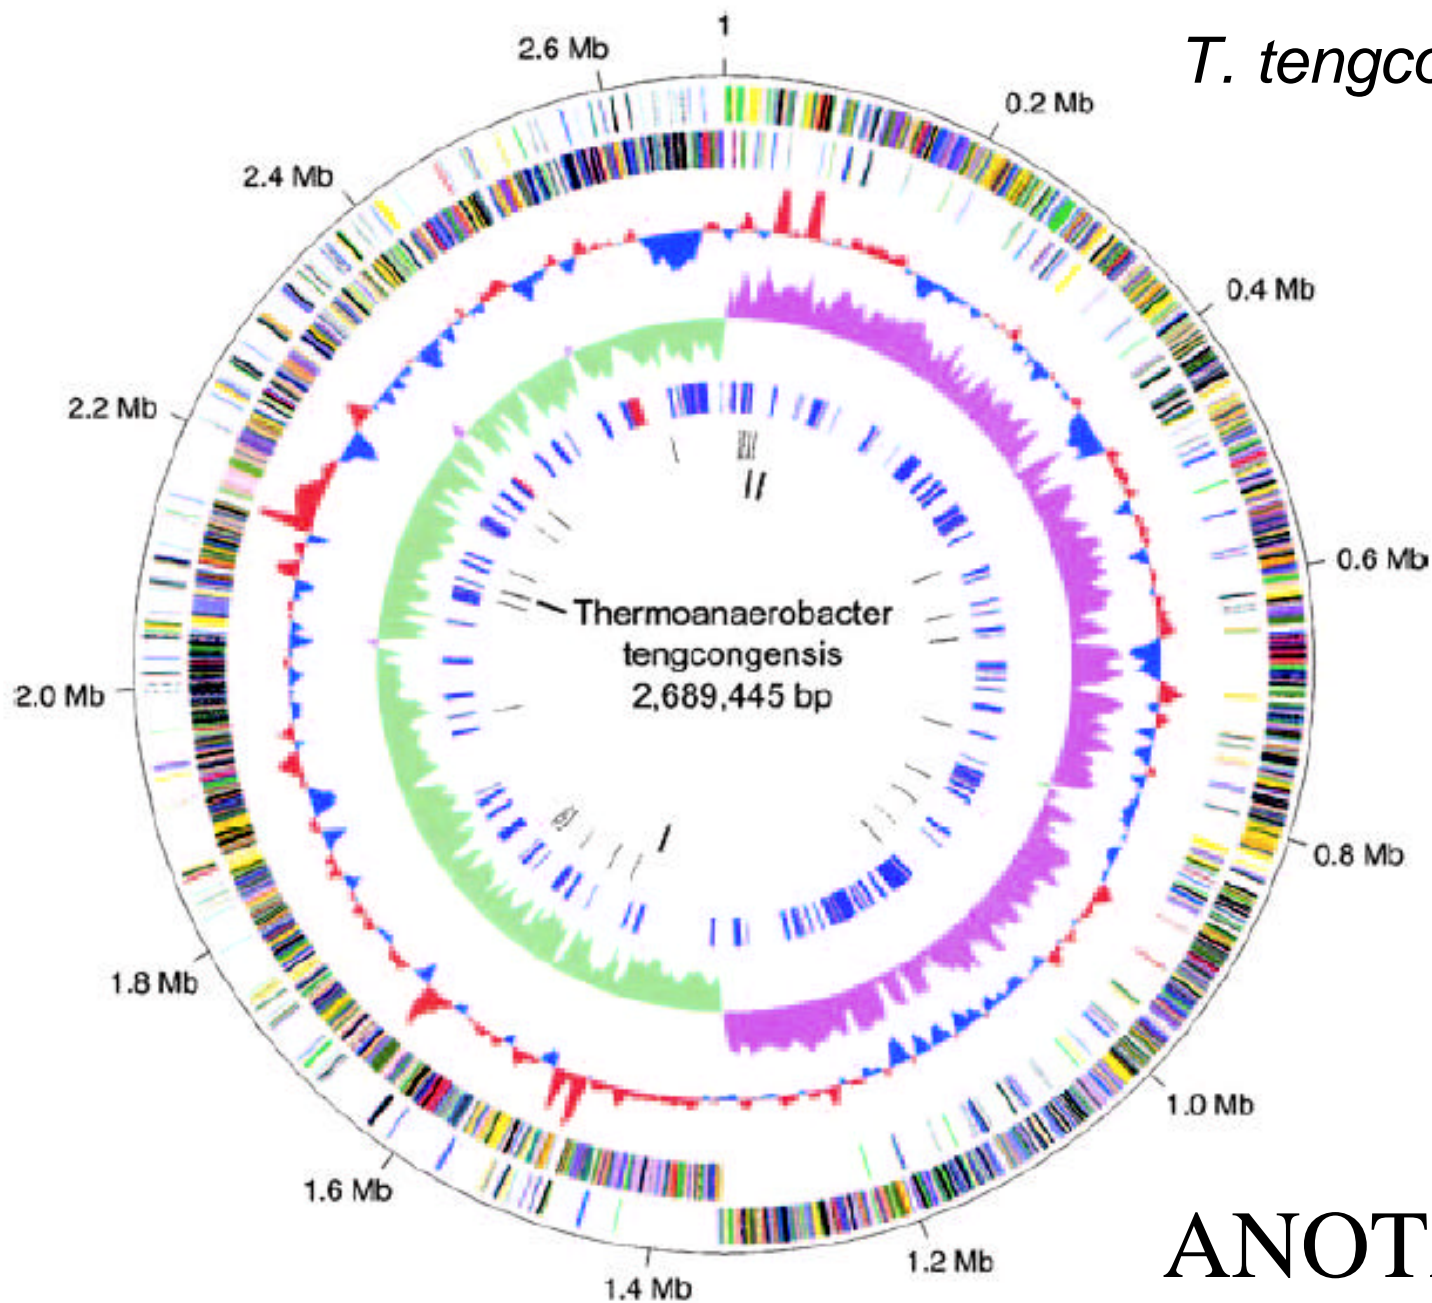 1
2.6 Mb
T. tengco
0.2 Mb
2.4 Mb
0.4 Mb
2.2 Mb
0.6 Mb
Thermoanaerobacter
tengcongensis
2,689,445 bp
2.0 Mb
0.8 Mb
1.8 Mb
1.0 Mb
1.6 Mb
1.2 Mb
1.4 Mb
ANOT